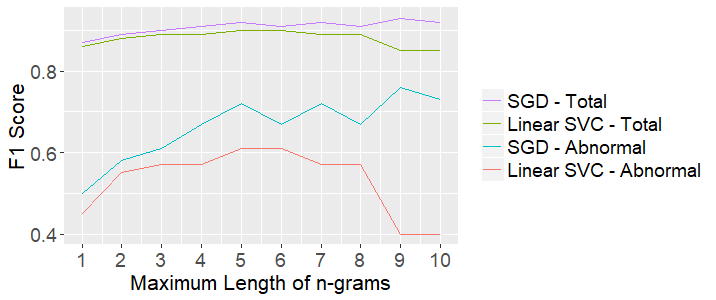 F1 Score
0.8
0.6
0.4
1 2 3 4 5 6 7 8 9 10
Maximum Length of n-grams
SGD - Total
Linear SVC - Total
SGD - Abnormal
Linear SVC - Abnormal